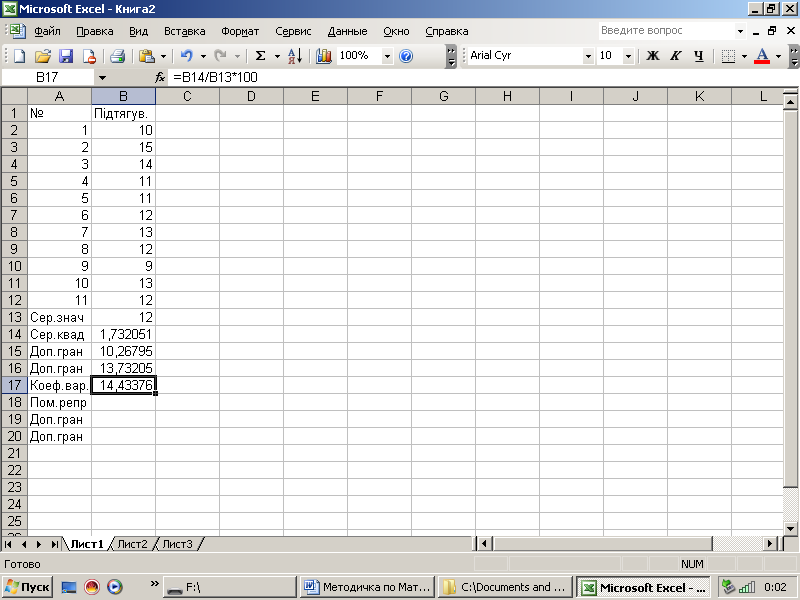 Microsoft Excel - Книга2
Файл Правка Вид Вставка Формат Сервис Данные Окно Справка Введите вопрос
100% Arial Cyr 10 Ж К Ч
B17 fx =B14/B13*100
A B C D E F G H I J K L
1 № Підтягув.
2 1 10
3 2 15
4 3 14
5 4 11
6 5 11
7 6 12
8 7 13
9 8 12
10 9 9
11 10 13
12 11 12
13 Сер.знач 12
14 Сер.квад 1,732051
15 Доп.гран 10,26795
16 Доп.гран 13,73205
17 Коеф.вар. 14,43376
18 Пом.репр
19 Доп.гран
20 Доп.гран
21
22
23
24
25
Лист1 Лист2 Лист3
Готово NUM
Пуск » F:\ Методичка по Мат... C:\Documents and ... Microsoft Excel - ... 0:02